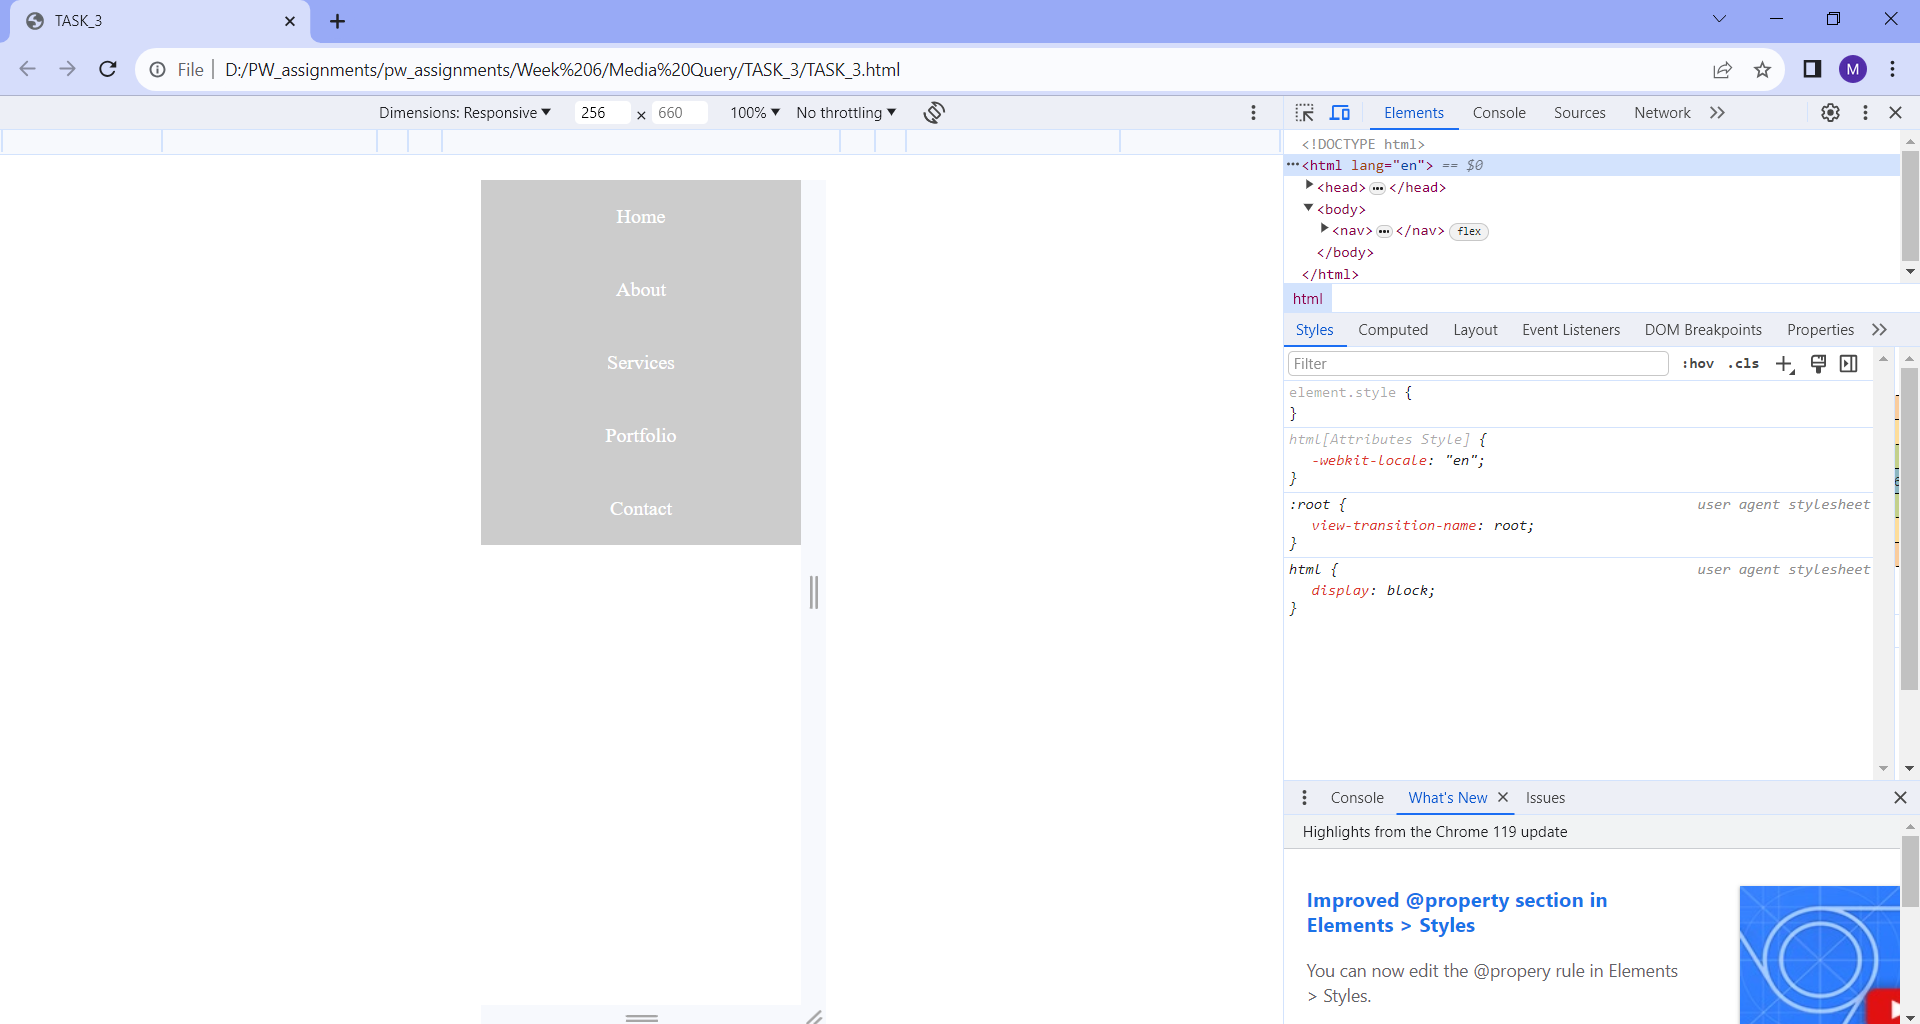 TASK_3
File D:/PW_assignments/pw_assignments/Week%206/Media%20Query/TASK_3/TASK_3.html
M
Dimensions: Responsive 256 x 660 100% No throttling
Elements Console Sources Network
<!DOCTYPE html>
<html lang="en"> == $0
<head> </head>
<body>
<nav> </nav> flex
</body>
</html>
html
Styles Computed Layout Event Listeners DOM Breakpoints Properties
Filter :hov .cls
element.style {
}
html[Attributes Style] {
-webkit-locale: "en";
}
:root { user agent stylesheet
view-transition-name: root;
}
html { user agent stylesheet
display: block;
}
Home
About
Services
Portfolio
Contact
Console What's New Issues
Highlights from the Chrome 119 update
Improved @property section in
Elements > Styles
You can now edit the @propery rule in Elements
> Styles.